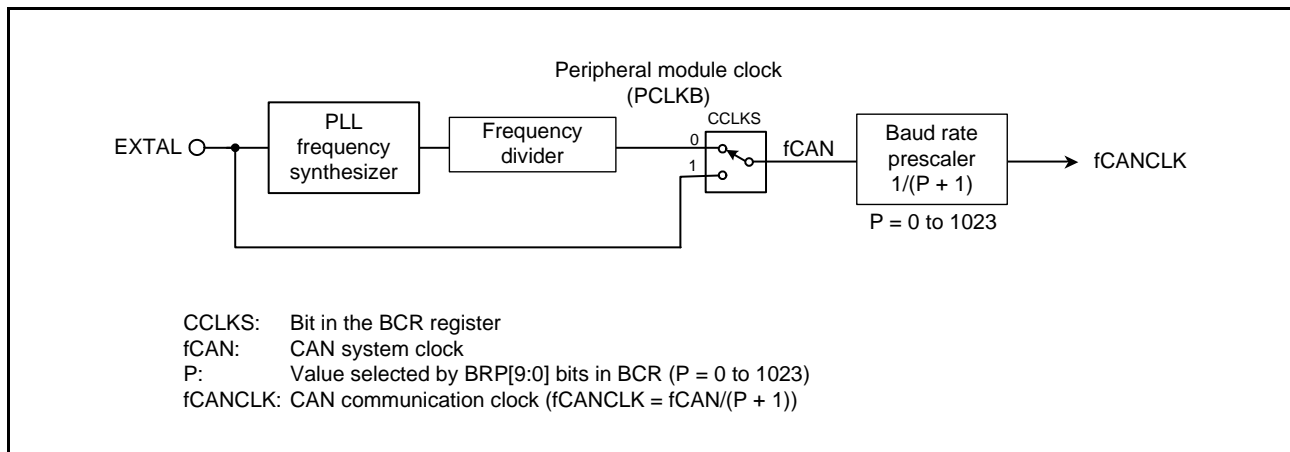 Peripheral module clock
(PCLKB)
EXTAL
PLL
frequency
synthesizer
Frequency
divider
CCLKS
0
1
fCAN
Baud rate
prescaler
1/(P + 1)
fCANCLK
P = 0 to 1023
CCLKS: Bit in the BCR register
fCAN: CAN system clock
P: Value selected by BRP[9:0] bits in BCR (P = 0 to 1023)
fCANCLK: CAN communication clock (fCANCLK = fCAN/(P + 1))